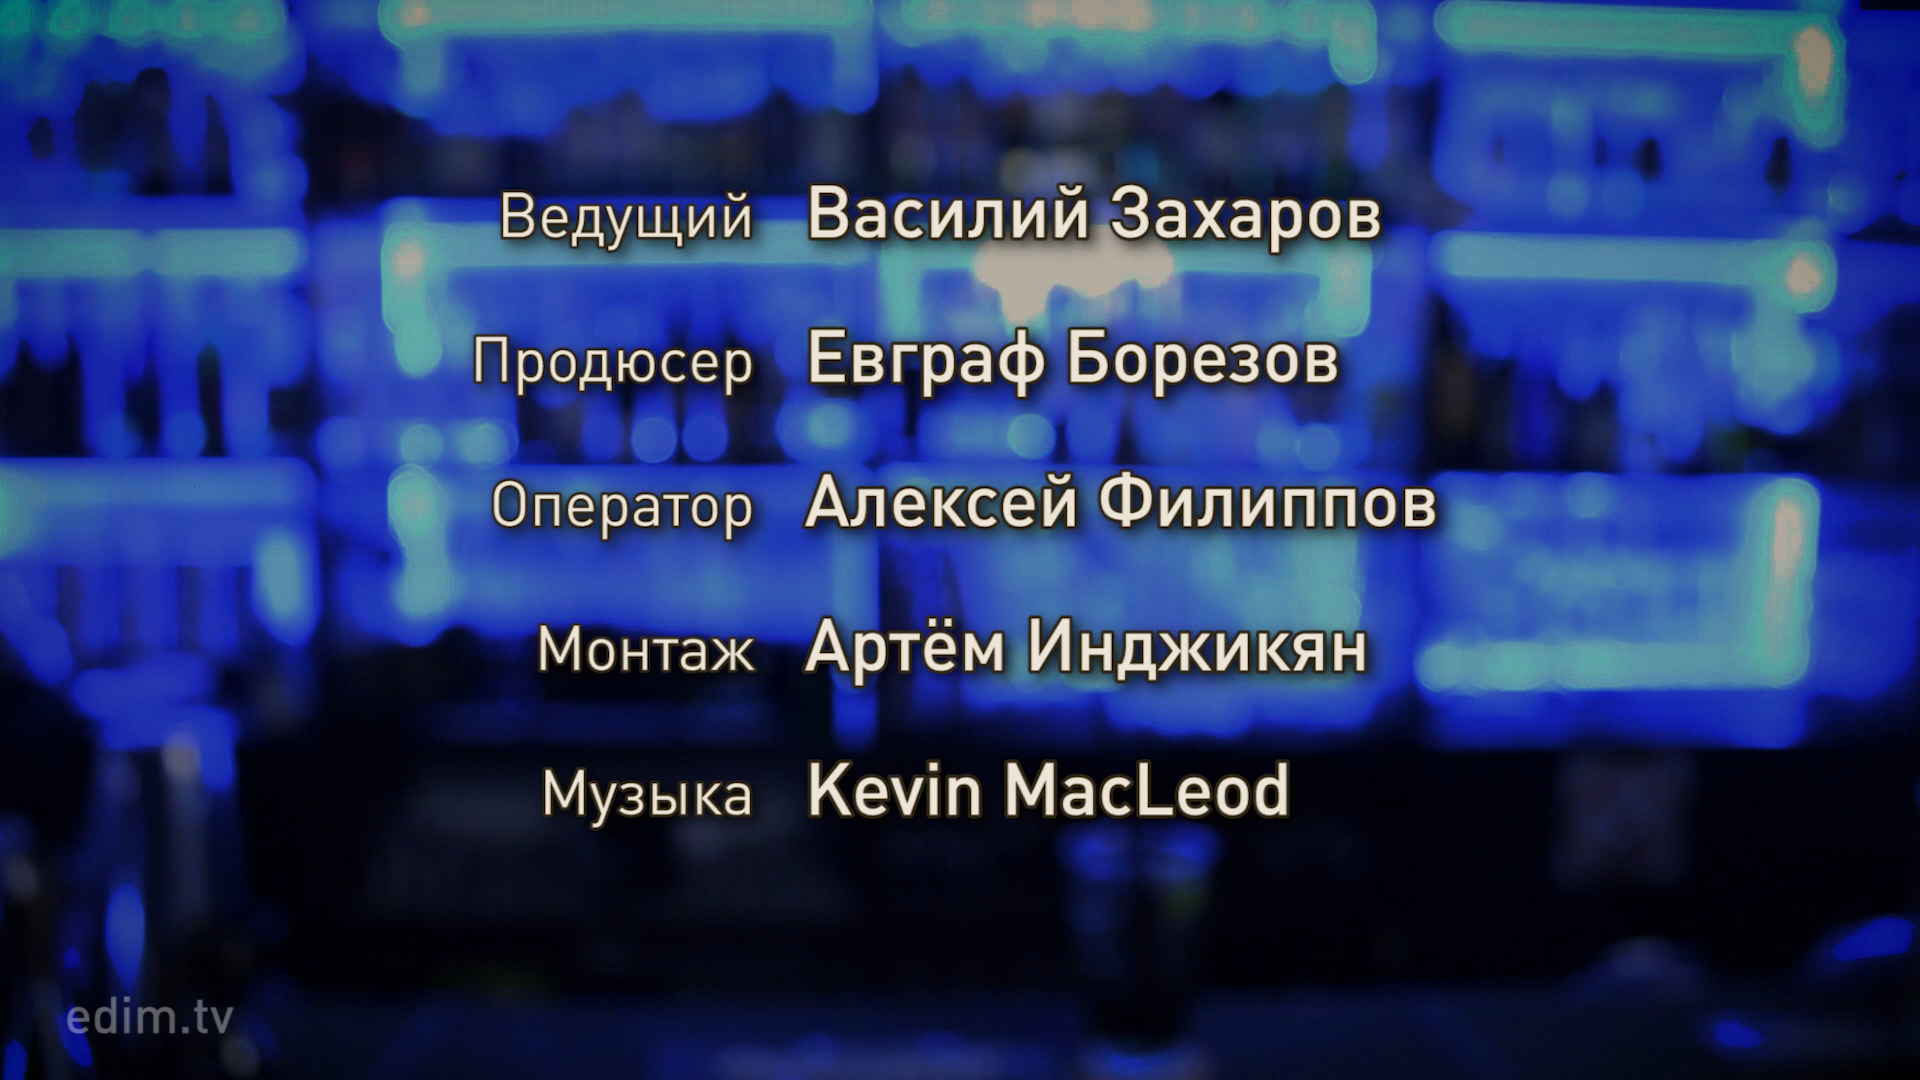 Ведущий Василий Захаров
Продюсер Евграф Борезов
Оператор Алексей Филиппов
Монтаж Артём Инджикян
Музыка Kevin MacLeod
edim.tv